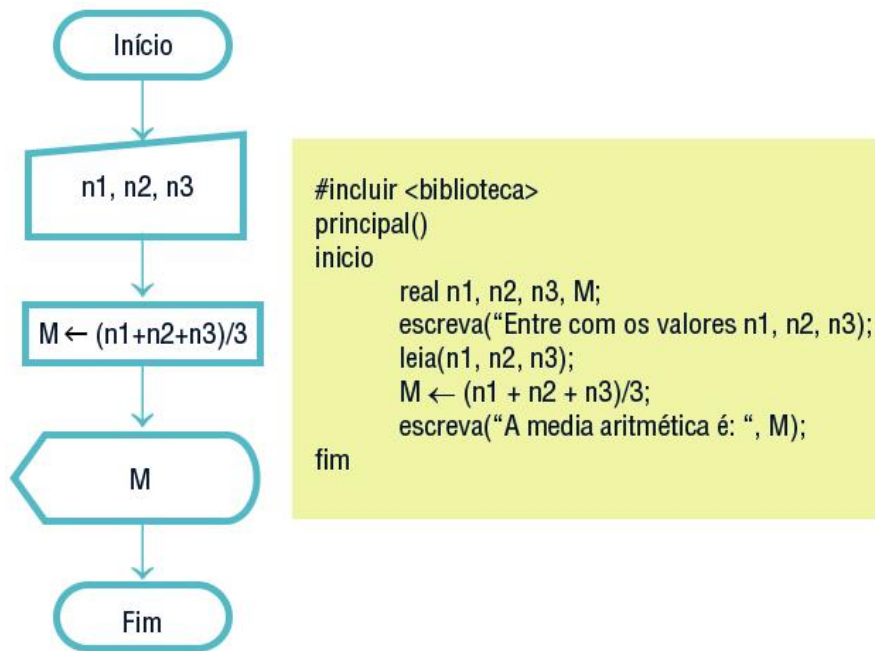 Início
n1, n2, n3
M ← (n1+n2+n3)/3
M
Fim
#incluir <biblioteca>
principal()
inicio
real n1, n2, n3, M;
escreva(“Entre com os valores n1, n2, n3);
leia(n1, n2, n3);
M ← (n1 + n2 + n3)/3;
escreva(“A media aritmética é: “, M);
fim